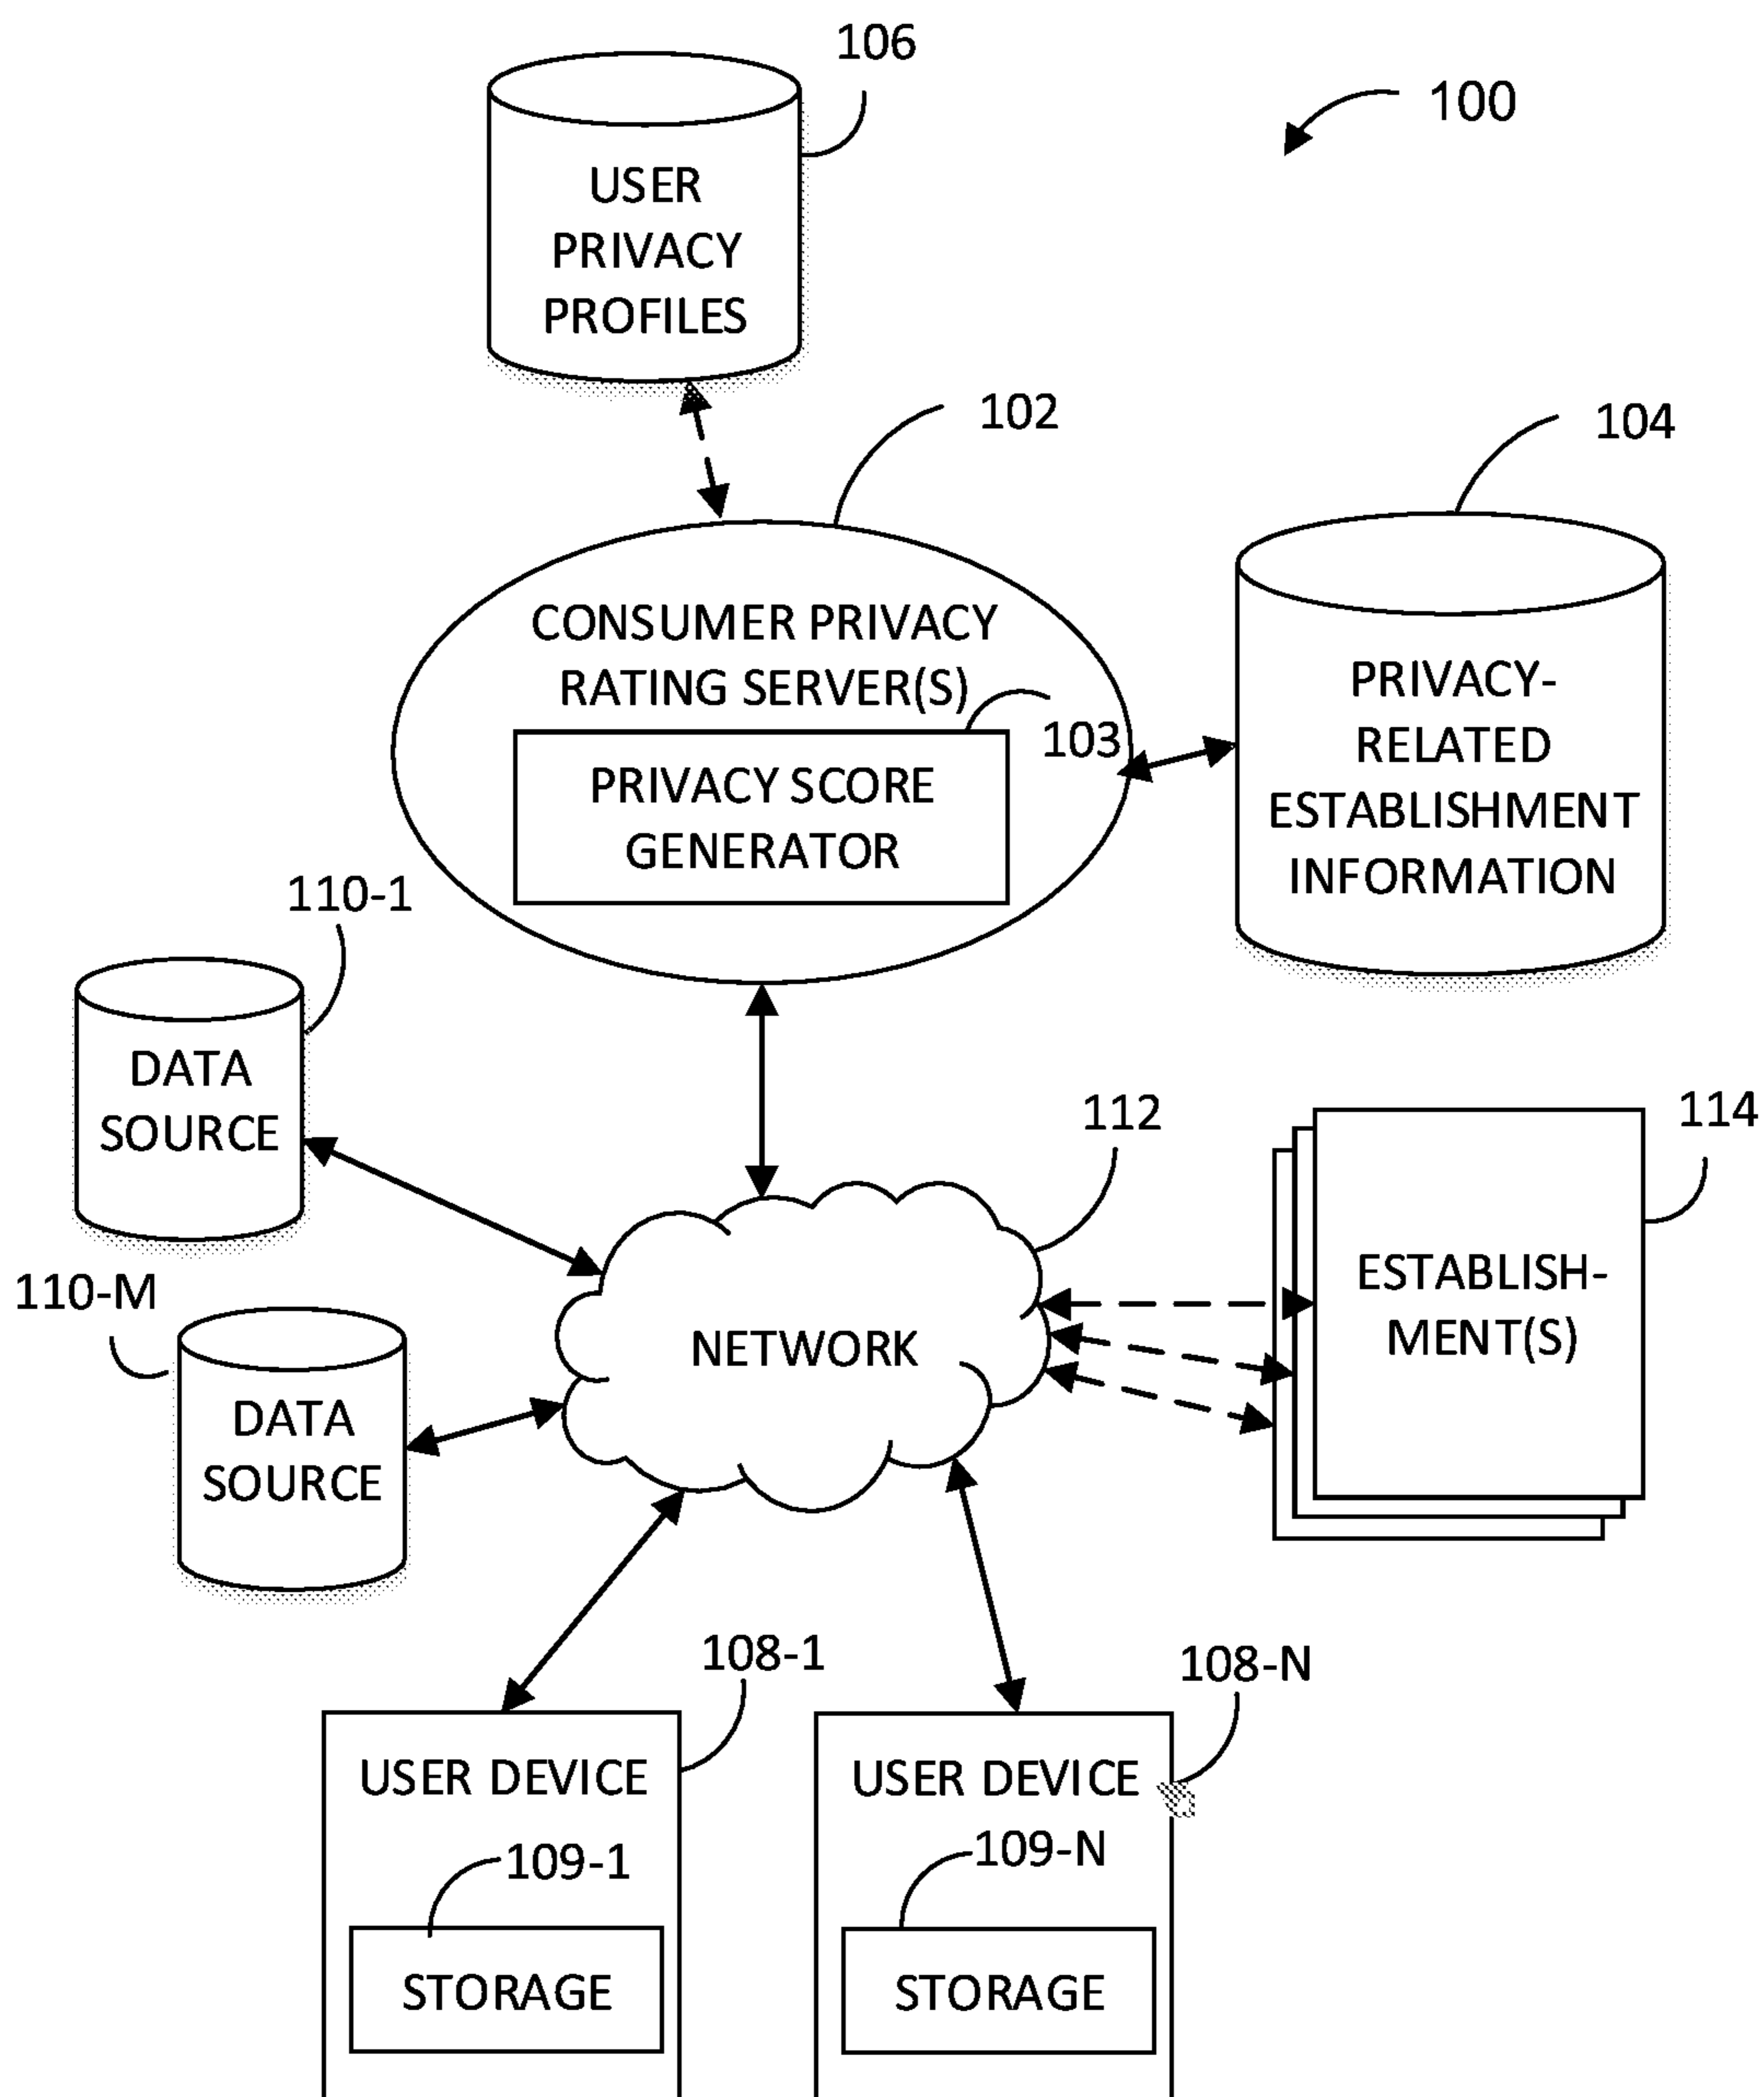 106
100
USER
PRIVACY
PROFILES
102
104
CONSUMER PRIVACY
RATING SERVER(S)
103
PRIVACY SCORE
GENERATOR
PRIVACY-
RELATED
ESTABLISHMENT
INFORMATION
110-1
DATA
SOURCE
112
114
110-M
DATA
SOURCE
NETWORK
ESTABLISH-
MENT(S)
108-1
108-N
USER DEVICE
109-1
STORAGE
USER DEVICE
109-N
STORAGE